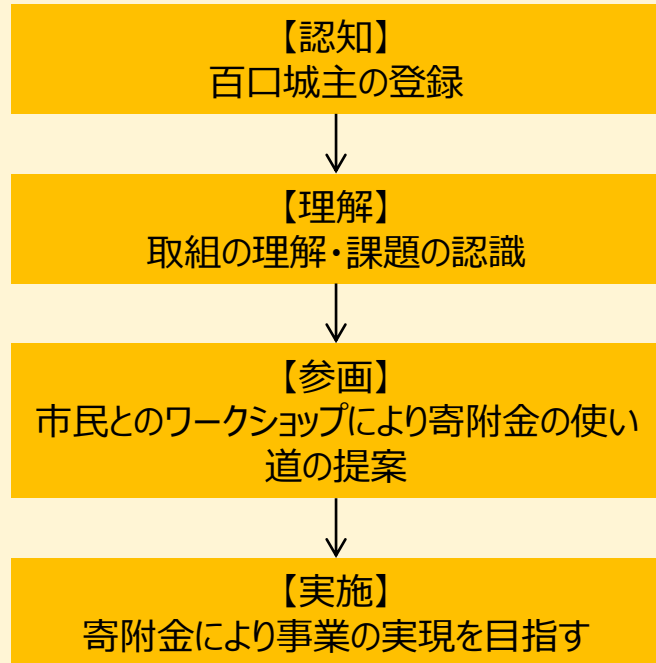 【認知】
百口城主の登録
【理解】
取組の理解・課題の認識
【参画】
市民とのワークショップにより寄附金の使い
道の提案
【実施】
寄附金により事業の実現を目指す